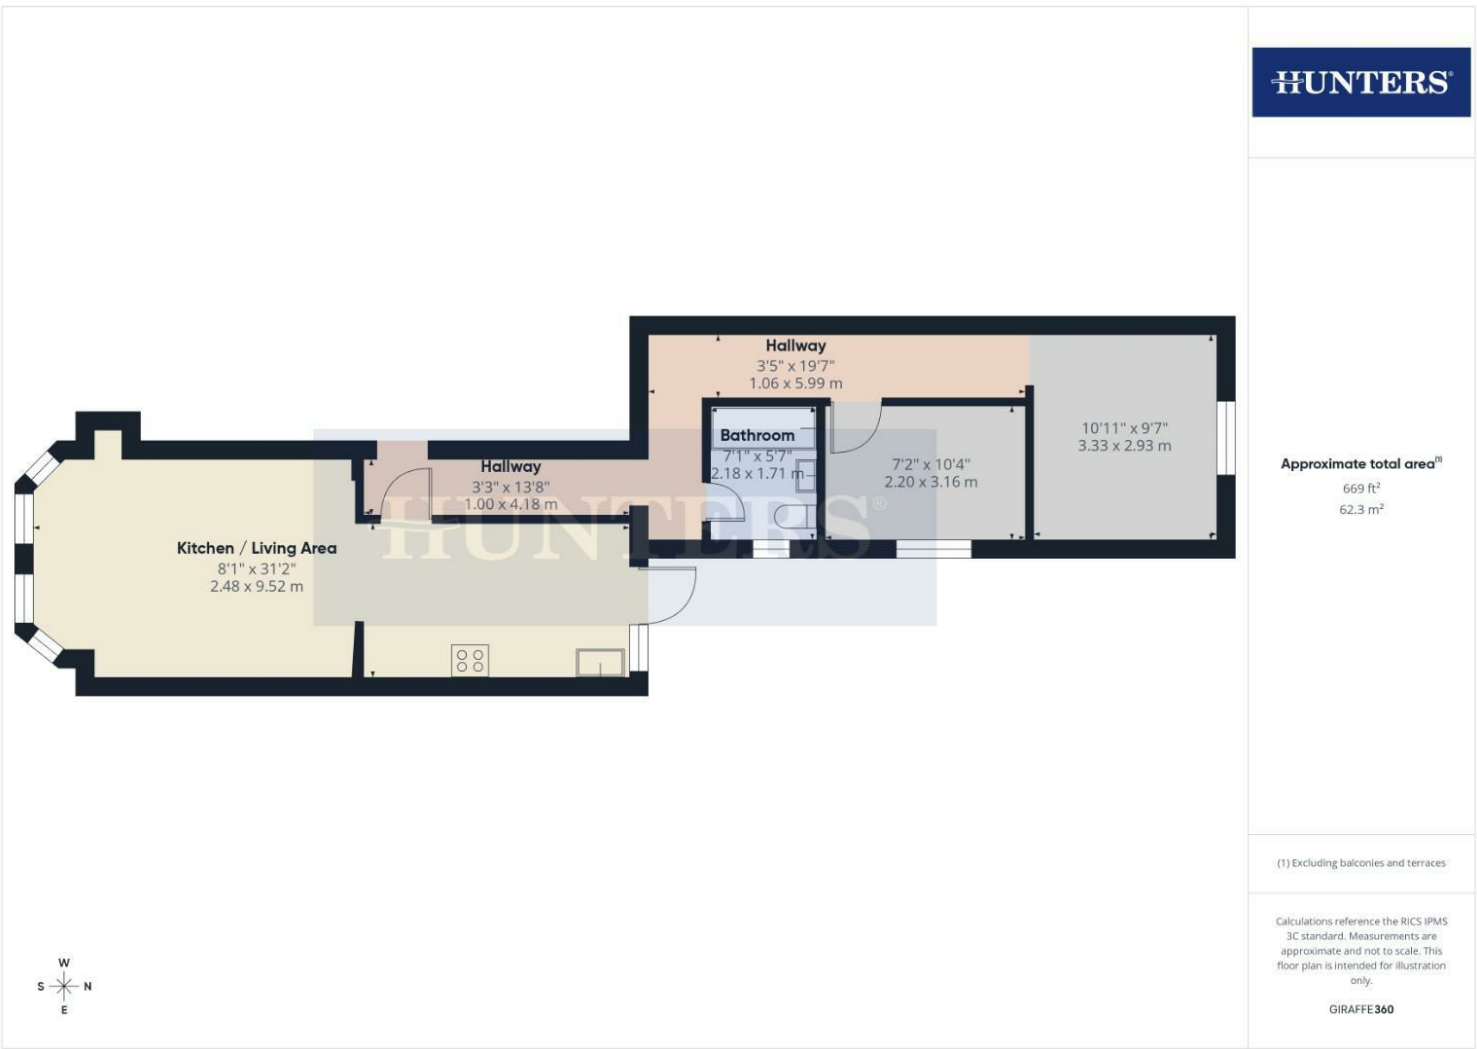 HUNTERS®
Hallway
3'5" x 19'7"
1.06 x 5.99 m
10'11" x 9'7"
3.33 x 2.93 m
Bathroom
7'1" x 5'7"
2.18 x 1.71 m
7'2" x 10'4"
2.20 x 3.16 m
Hallway
3'3" x 13'8"
1.00 x 4.18 m
HUNTERS®
Kitchen / Living Area
8'1" x 31'2"
2.48 x 9.52 m
Approximate total area(1)
669 ft²
62.3 m²
(1) Excluding balconies and terraces
Calculations reference the RICS IPMS
3C standard. Measurements are
approximate and not to scale. This
floor plan is intended for illustration
only.
GIRAFFE360
W
S N
E